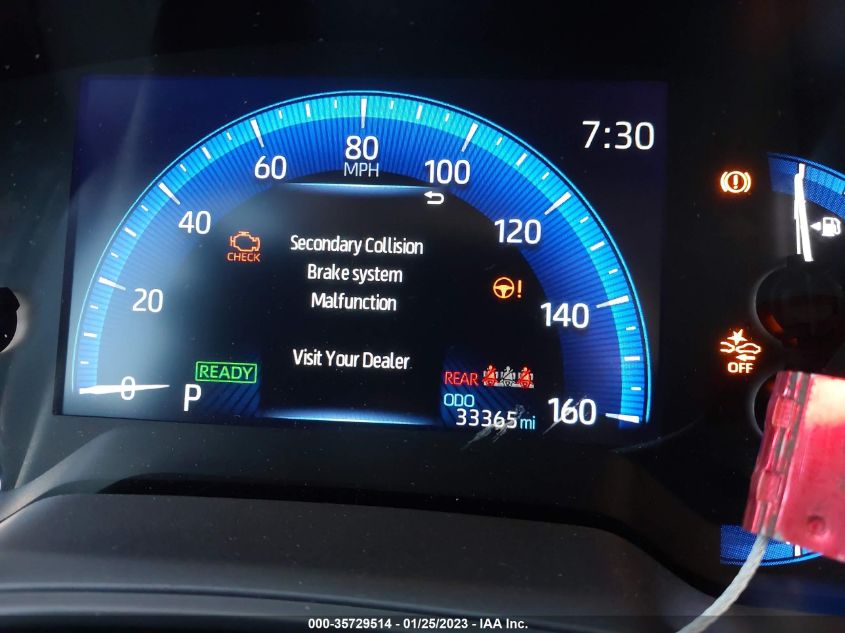 7:30
80
MPH
60
100
40
120
CHECK
Secondary Collision
Brake system
Malfunction
20
140
Visit Your Dealer
OFF
READY
REAR
0
P
ODO
33365 mi
160
000-35729514 - 01/25/2023 - IAA Inc.